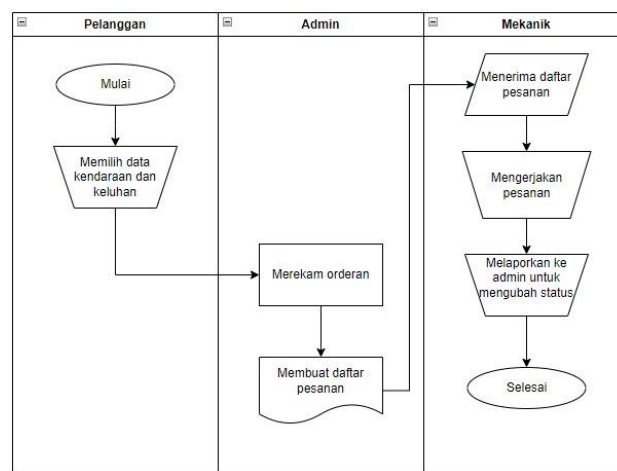 Pelanggan
Admin
Mekanik
Mulai
Memilih data
kendaraan dan
keluhan
Merekam orderan
Membuat daftar
pesanan
Menerima daftar
pesanan
Mengerjakan
pesanan
Melaporkan ke
admin untuk
mengubah status
Selesai